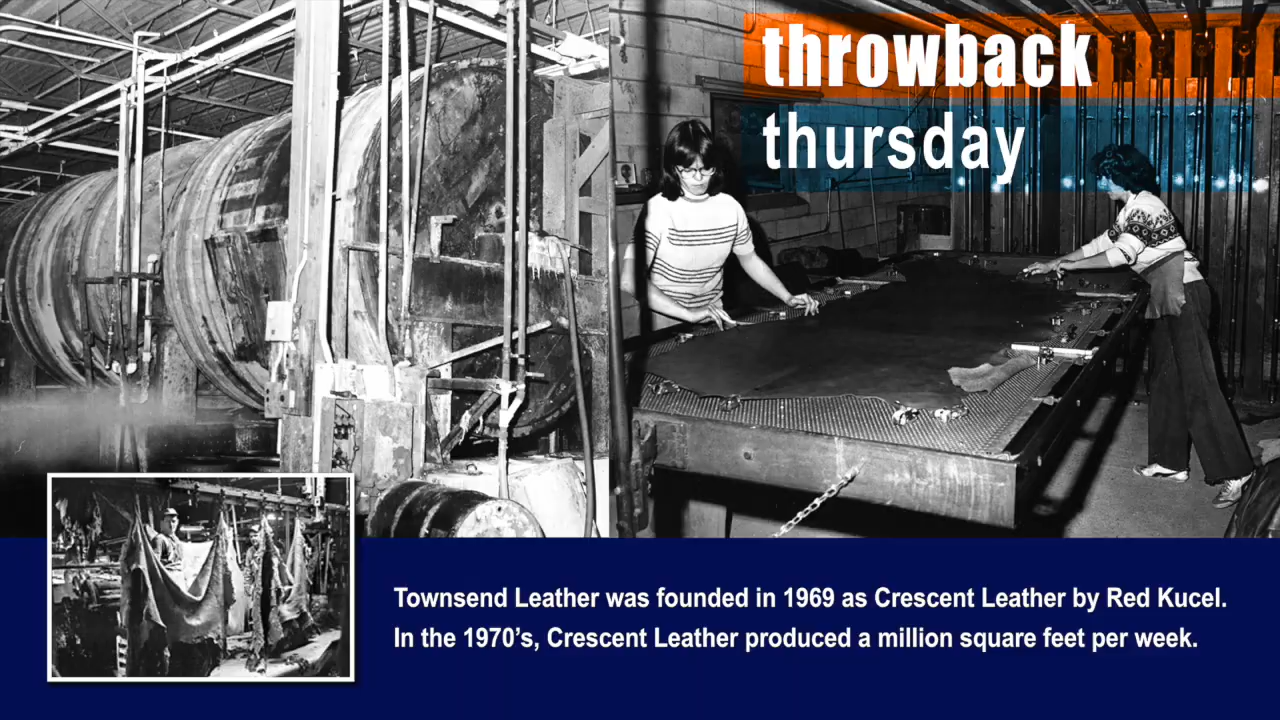 throwback
thursday
Townsend Leather was founded in 1969 as Crescent Leather by Red Kucel.
In the 1970’s, Crescent Leather produced a million square feet per week.